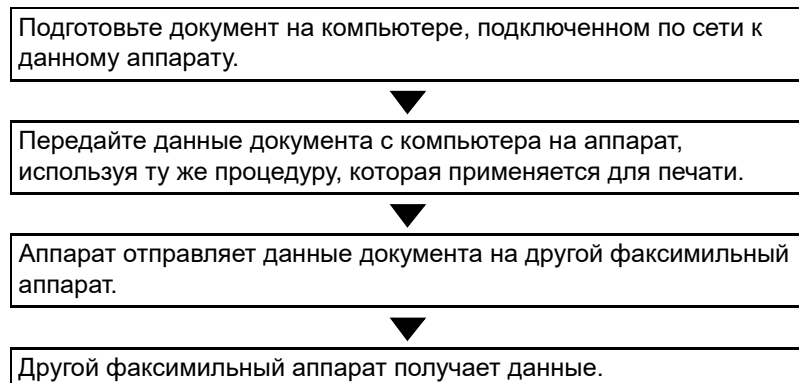 Подготовьте документ на компьютере, подключенном по сети к
данному аппарату.
Передайте данные документа с компьютера на аппарат,
используя ту же процедуру, которая применяется для печати.
Аппарат отправляет данные документа на другой факсимильный
аппарат.
Другой факсимильный аппарат получает данные.